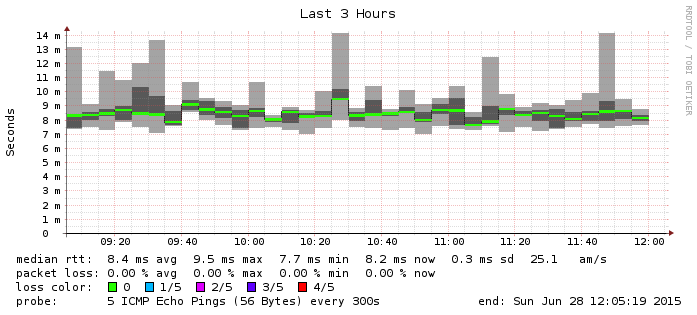 Last 3 Hours
RRDTOOL / TOBI OETIKER
Seconds
14 m
13 m
12 m
11 m
10 m
9 m
8 m
7 m
6 m
5 m
4 m
3 m
2 m
1 m
0
09:20 09:40 10:00 10:20 10:40 11:00 11:20 11:40 12:00
median rtt: 8.4 ms avg 9.5 ms max 7.7 ms min 8.2 ms now 0.3 ms sd 25.1 am/s
packet loss: 0.00 % avg 0.00 % max 0.00 % min 0.00 % now
loss color: 0 1/5 2/5 3/5 4/5
probe: 5 ICMP Echo Pings (56 Bytes) every 300s end: Sun Jun 28 12:05:19 2015